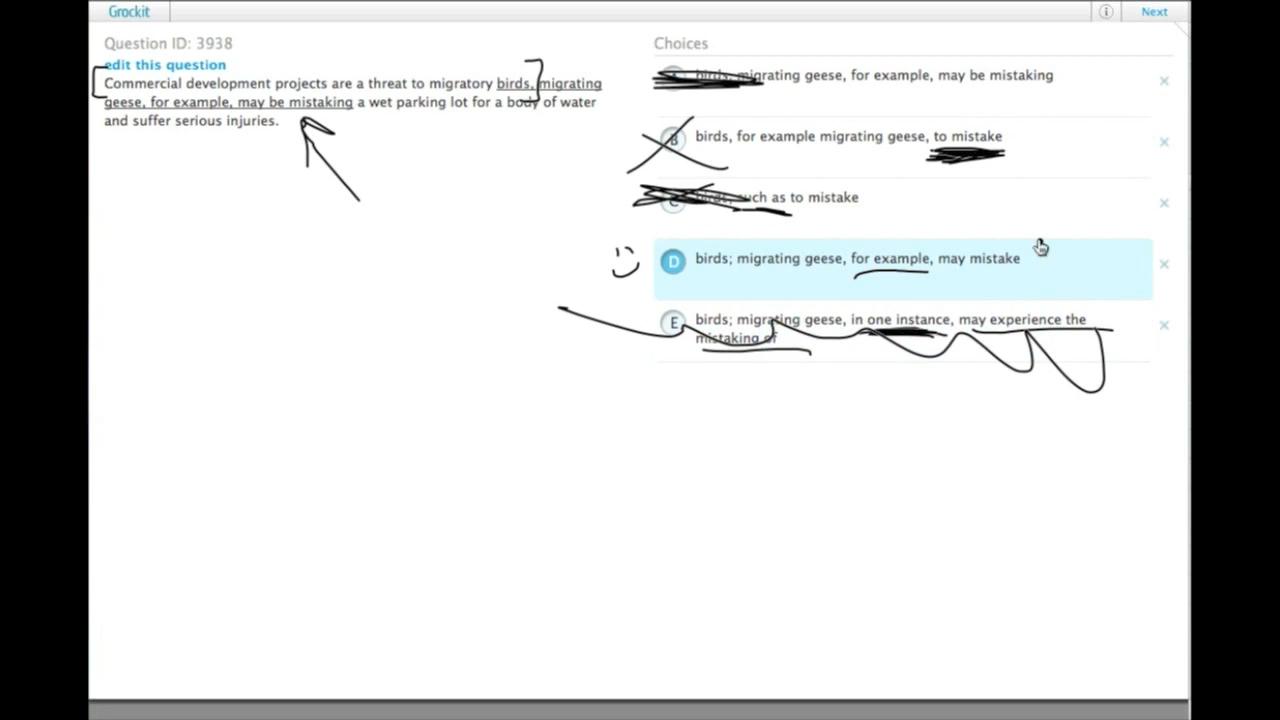 Grockit
Next
Question ID: 3938
edit this question
Commercial development projects are a threat to migratory birds, migrating
geese, for example, may be mistaking a wet parking lot for a body of water
and suffer serious injuries.
Choices
birds, migrating geese, for example, may be mistaking
B birds, for example migrating geese, to mistake
C birds, such as to mistake
D birds; migrating geese, for example, may mistake
E birds; migrating geese, in one instance, may experience the
mistaking of